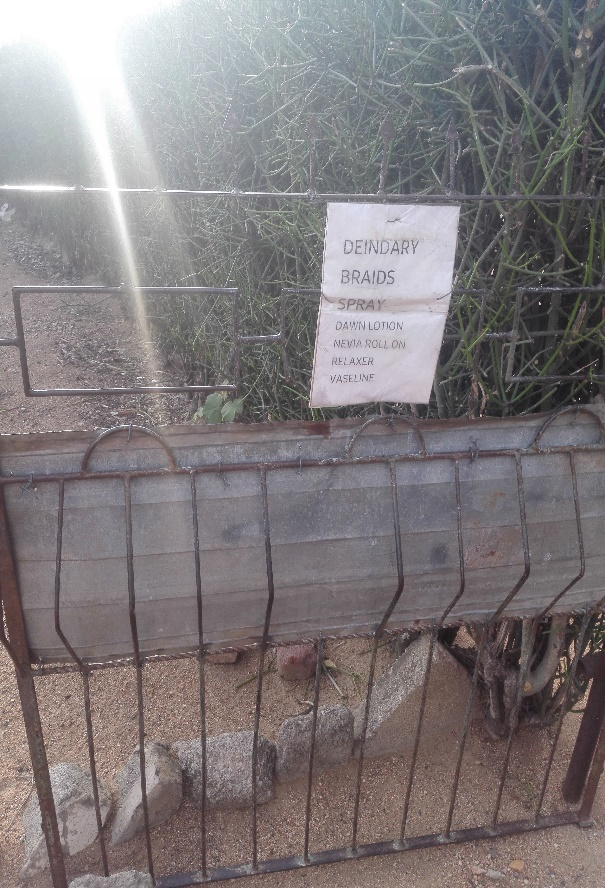 DEINDARY
BRAIDS
SPRAY
DAWN LOTION
NEVIA ROLL ON
RELAXER
VASELINE